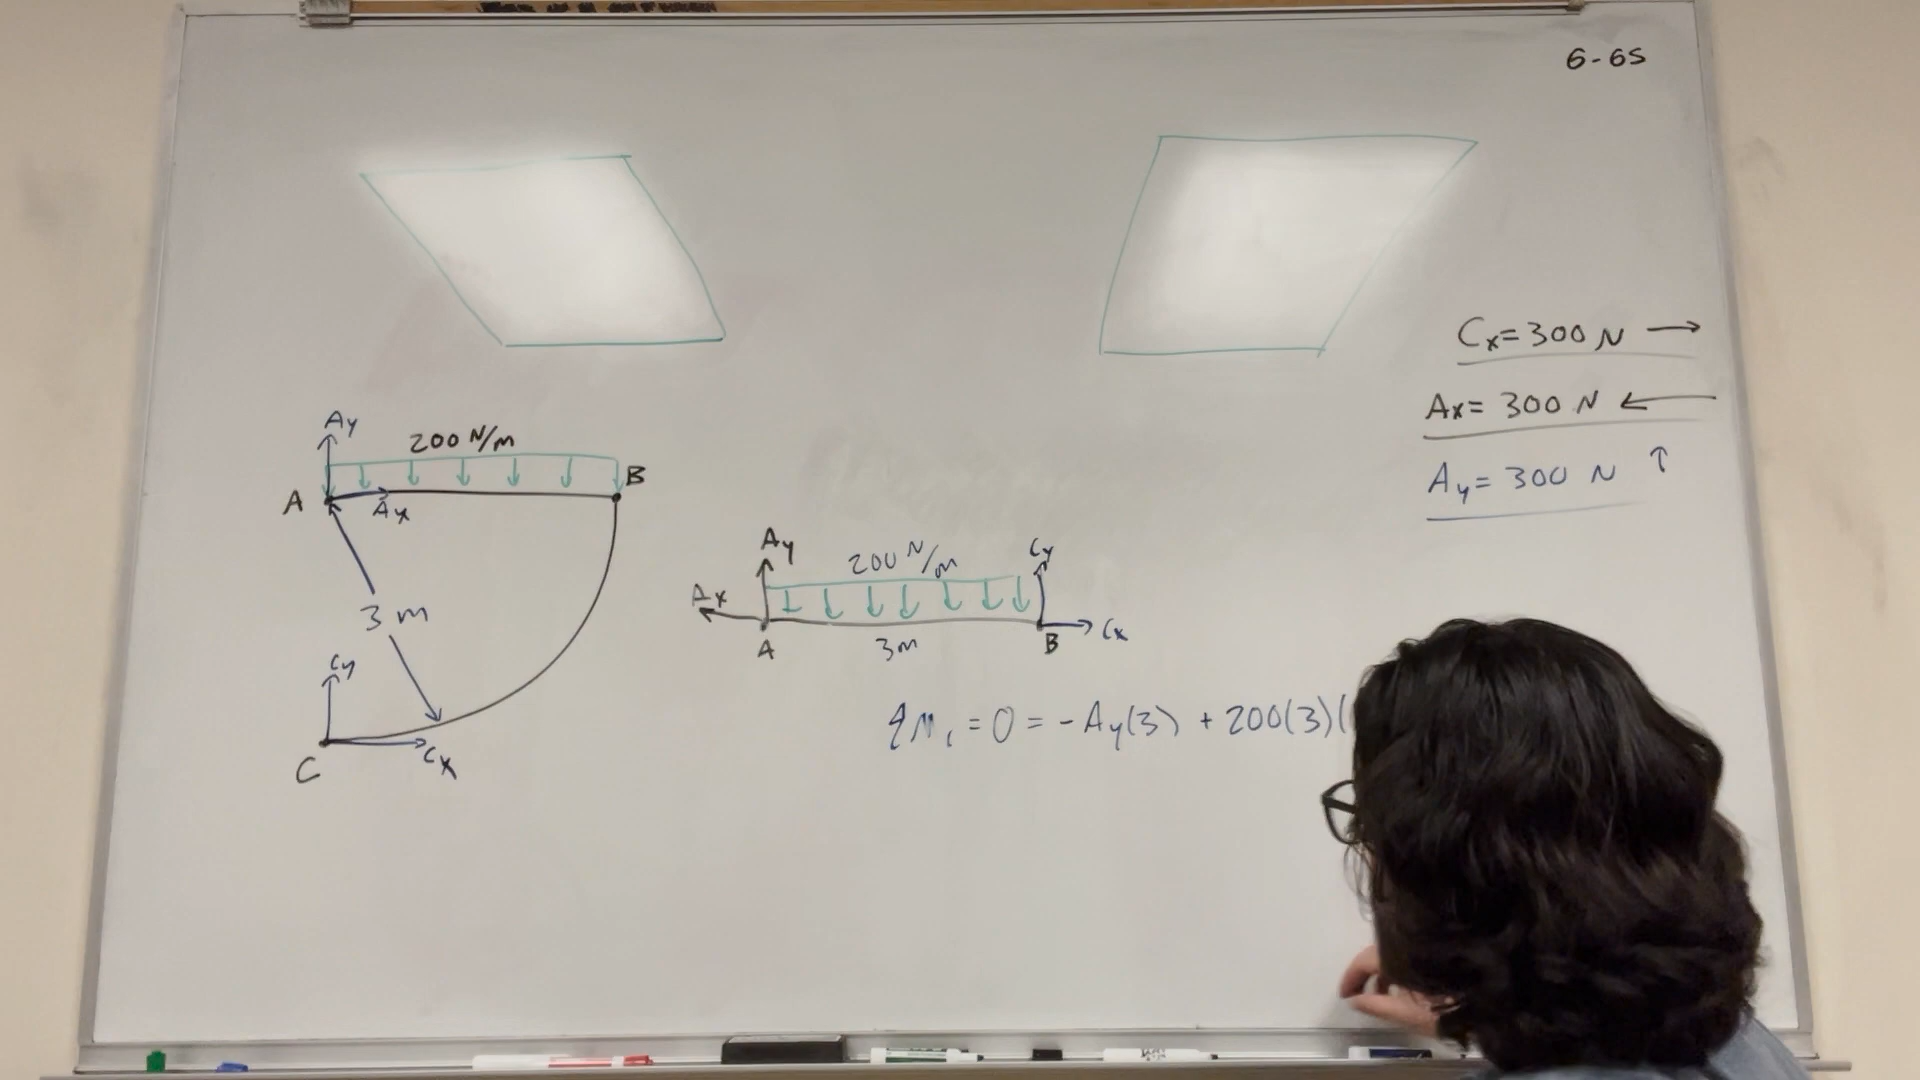 6-65
Cx = 300 N →
Ax = 300 N ←
Ay = 300 N ↑
Ay
200 N/m
A
B
Ax
3 m
Cy
C
Cx
Ay
200 N/m
Cy
Ax
Cx
A
3m
B
= 0 = - Ay(3) + 200(3)(